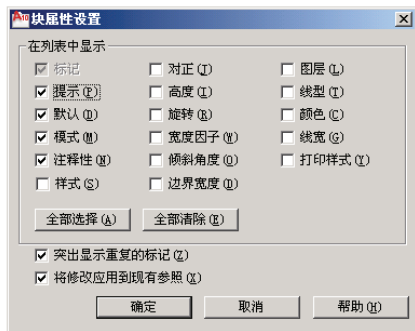 块属性设置
在列表中显示
标记 对正(J) 图层(L)
提示(P) 高度(I) 线型(T)
默认(D) 旋转(R) 颜色(C)
模式(M) 宽度因子(W) 线宽(G)
注释性(N) 倾斜角度(O) 打印样式(Y)
样式(S) 边界宽度(D)
全部选择(A) 全部清除(E)
突出显示重复的标记(Z)
将修改应用到现有参照(X)
确定 取消 帮助(H)